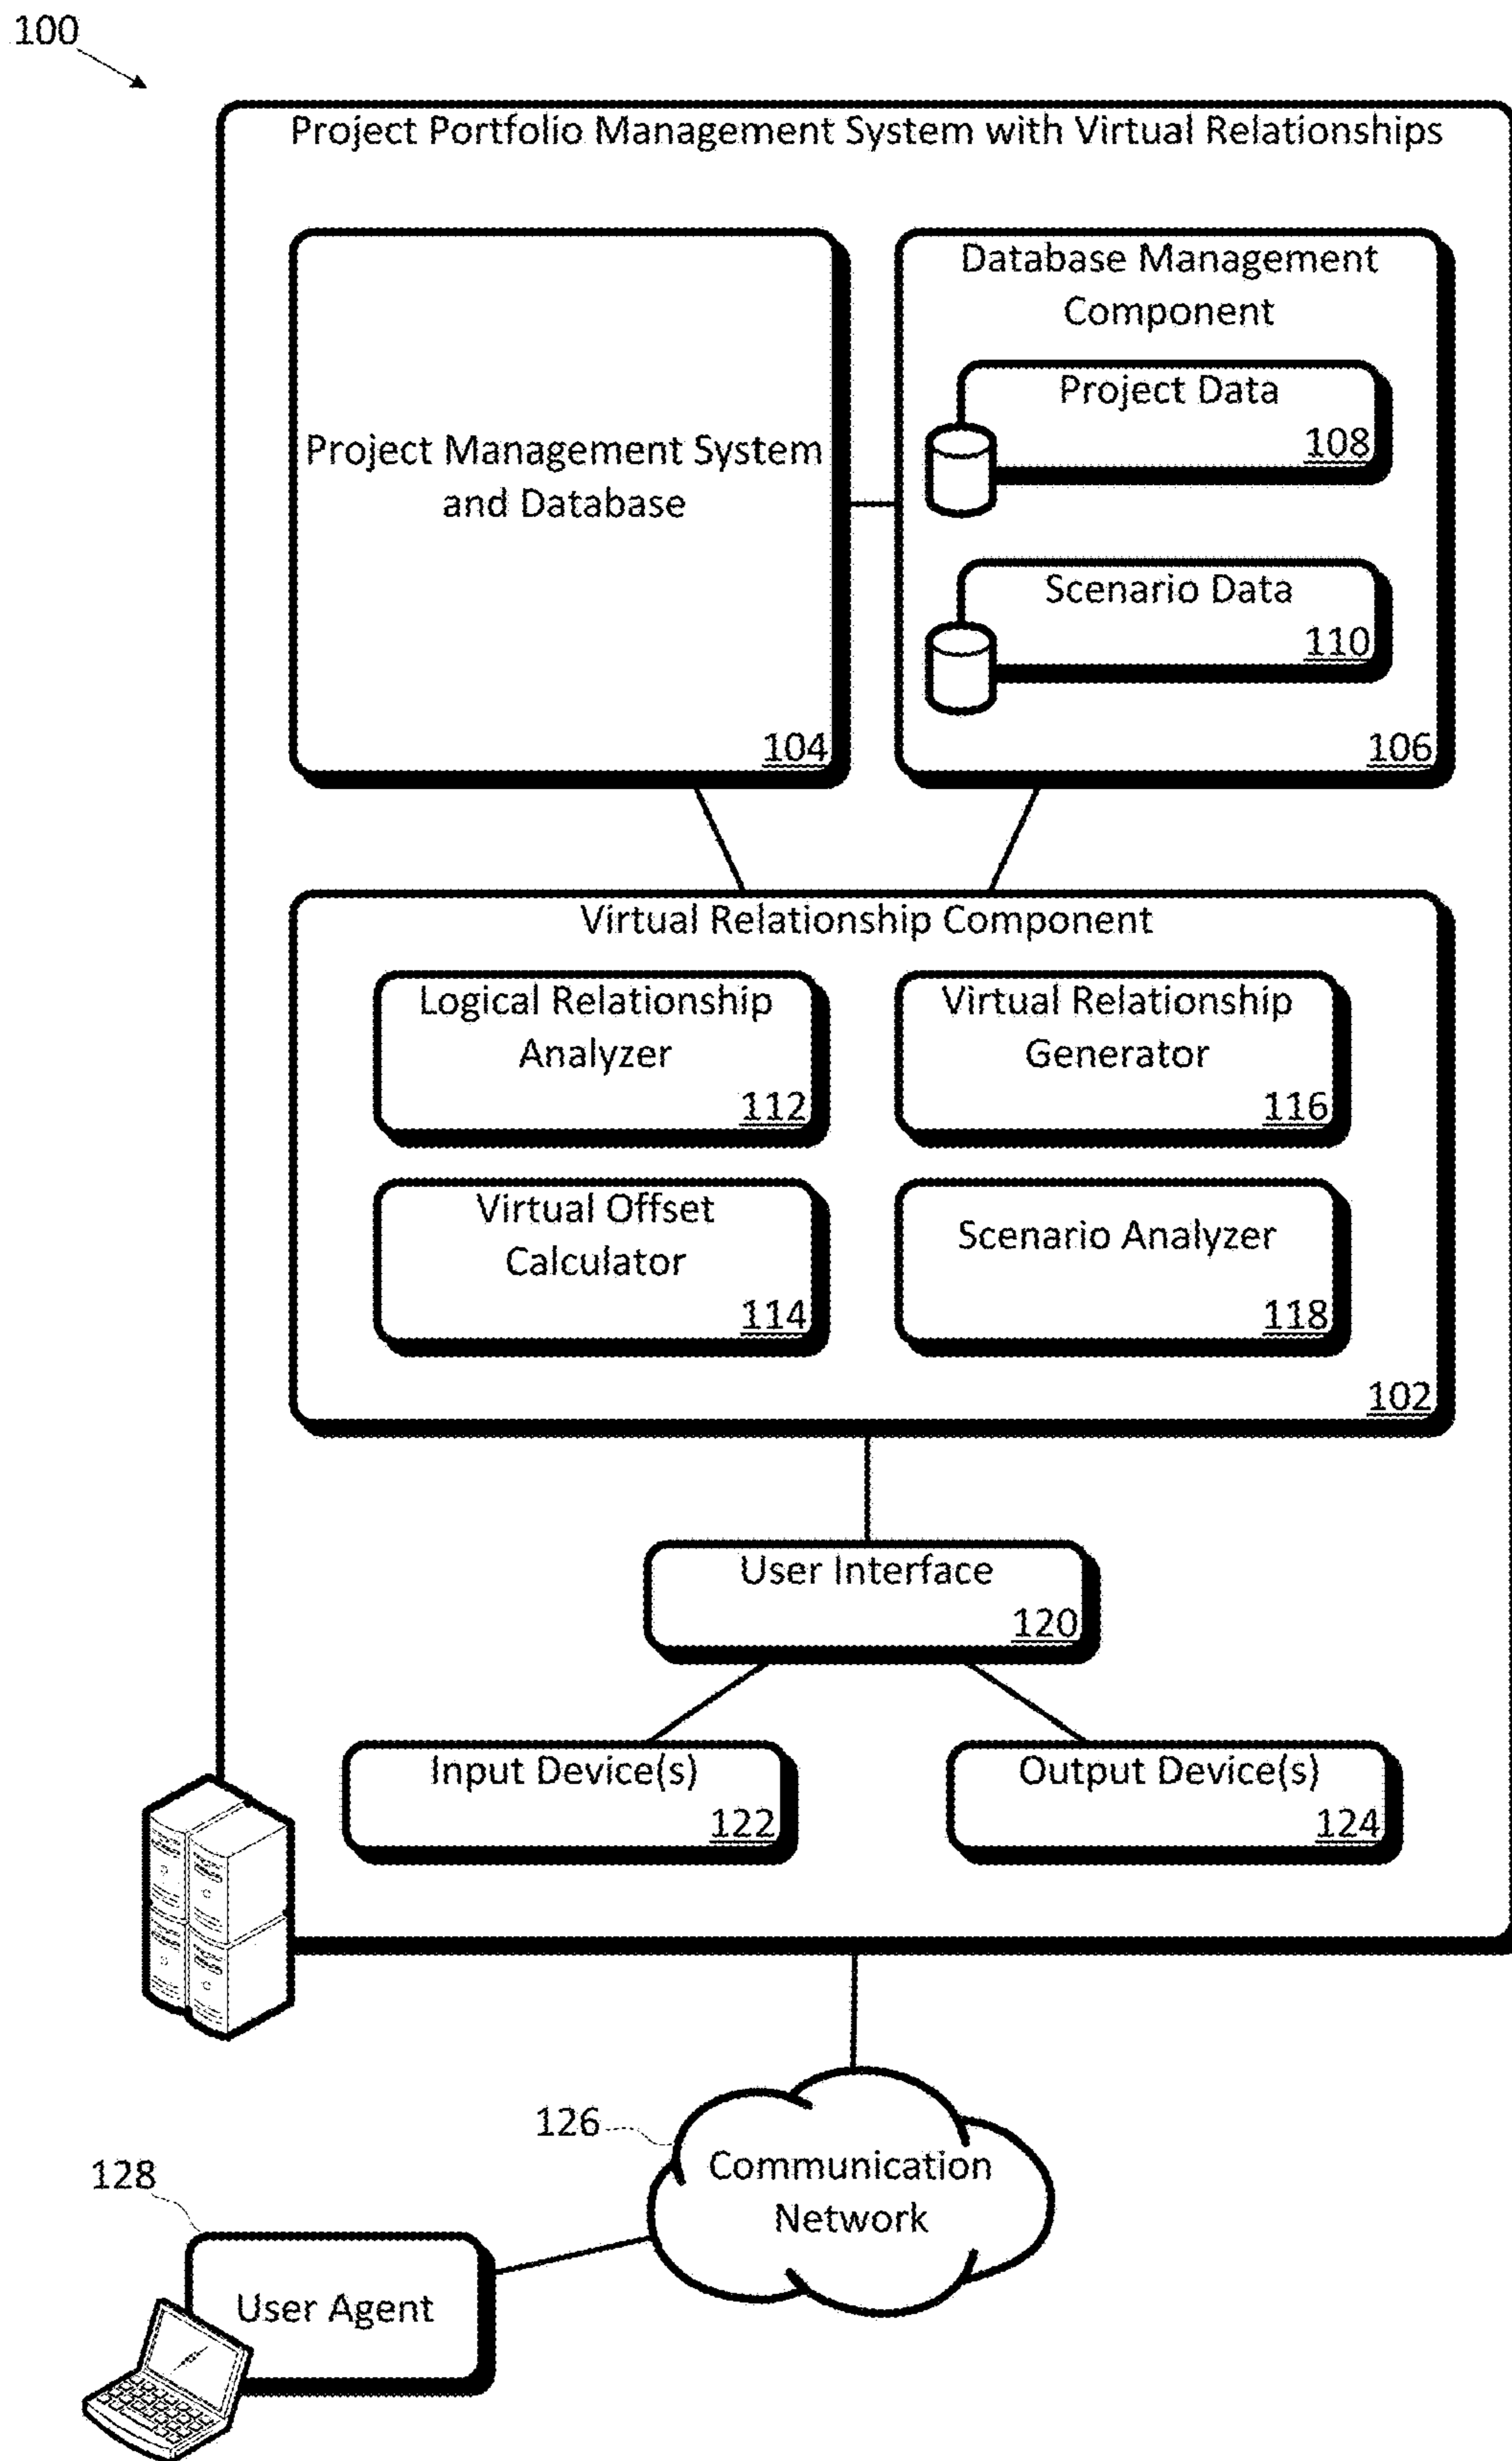 100
Project Portfolio Management System with Virtual Relationships
Project Management System
and Database
104
Database Management
Component
Project Data
108
Scenario Data
110
106
Virtual Relationship Component
Logical Relationship
Analyzer
112
Virtual Relationship
Generator
116
Virtual Offset
Calculator
114
Scenario Analyzer
118
102
User Interface
120
Input Device(s)
122
Output Device(s)
124
126
Communication
Network
128
User Agent